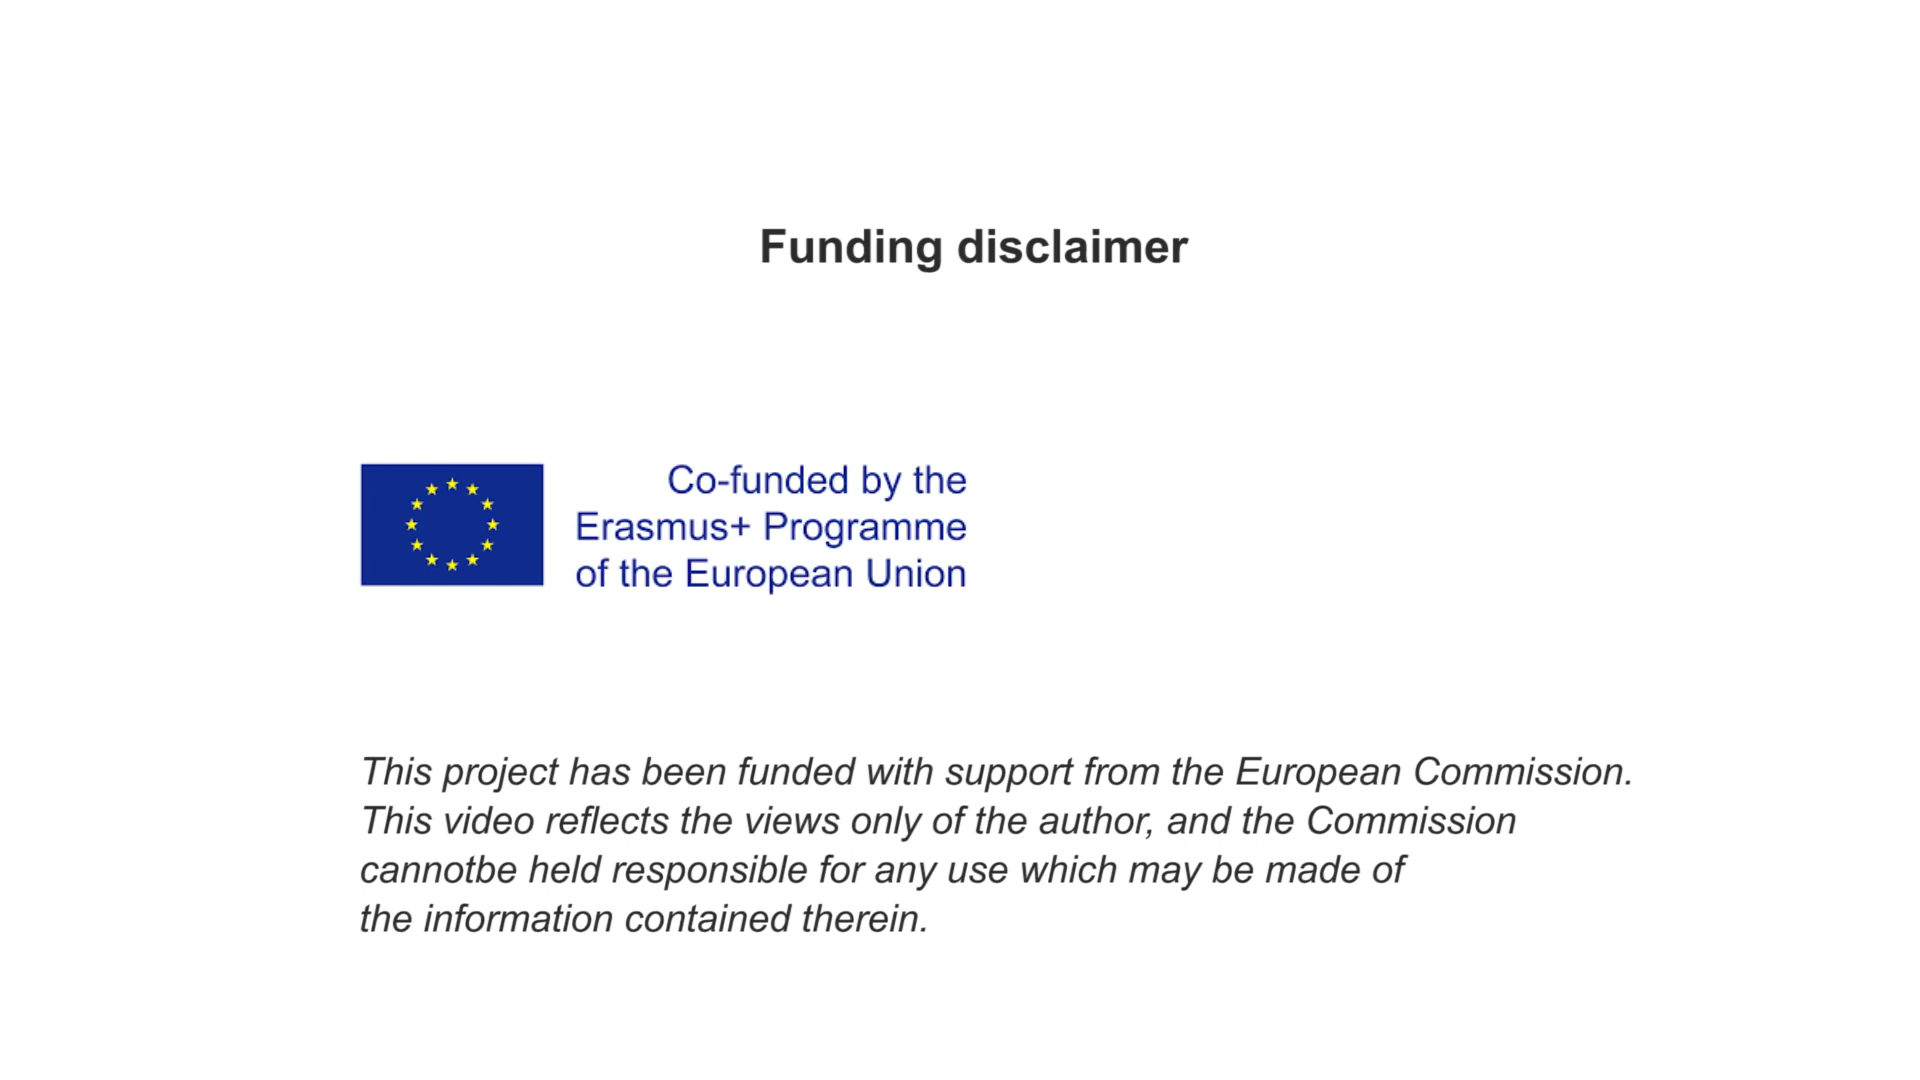 Funding disclaimer
Co-funded by the
Erasmus+ Programme
of the European Union
This project has been funded with support from the European Commission.
This video reflects the views only of the author, and the Commission
cannotbe held responsible for any use which may be made of
the information contained therein.